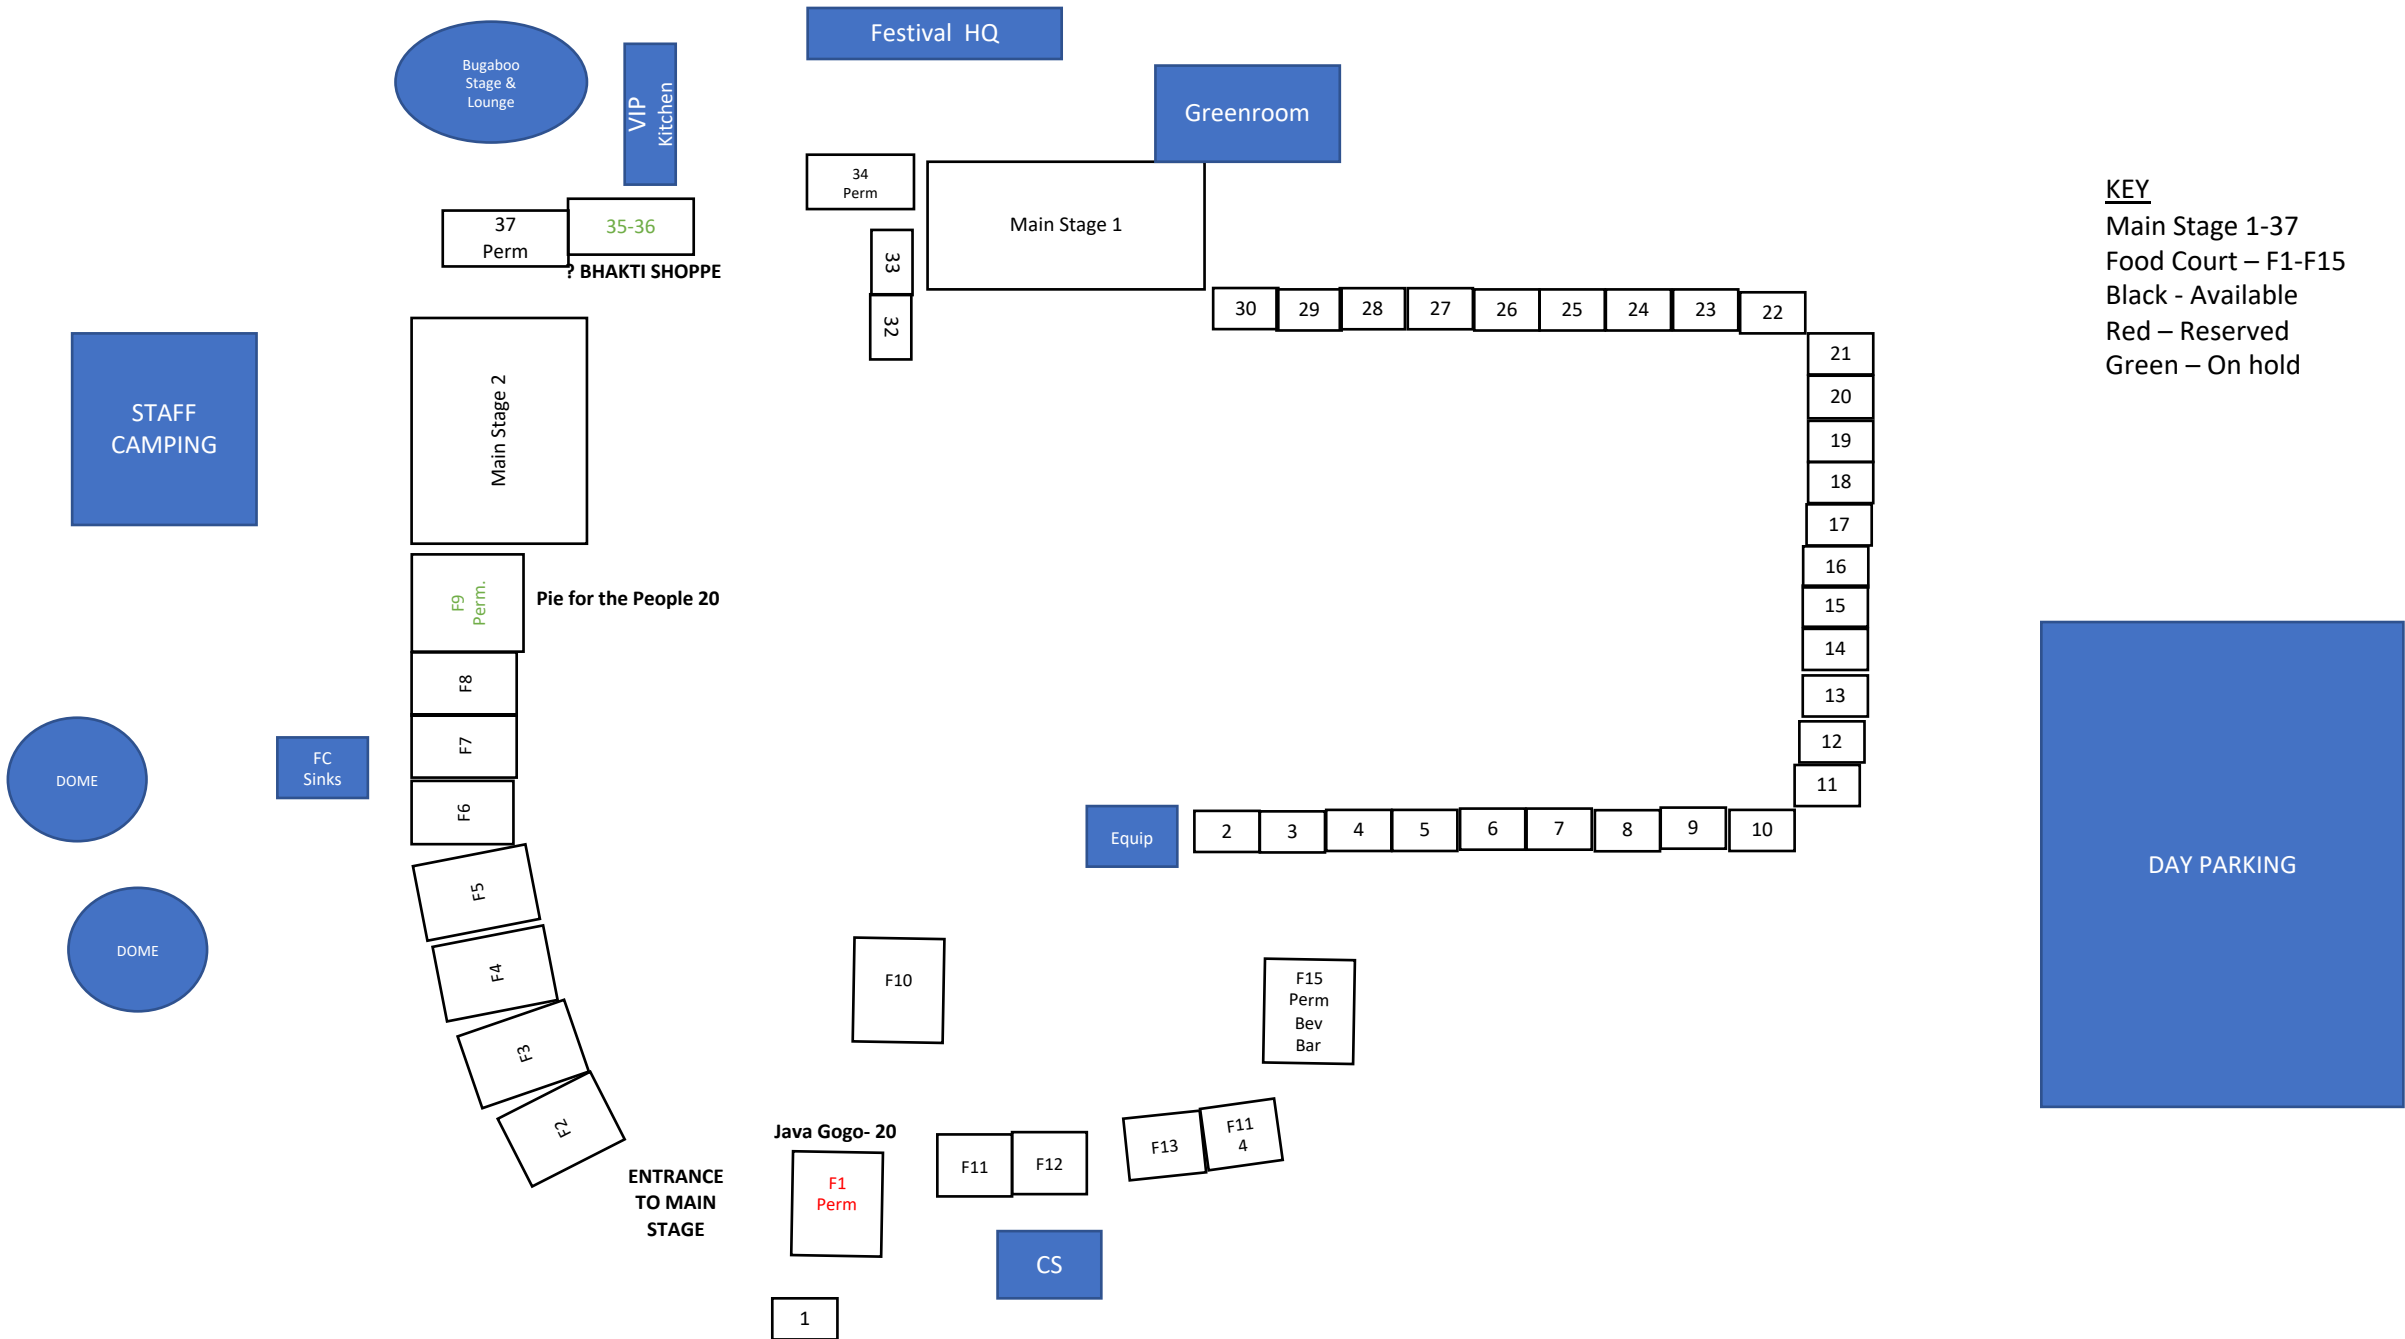 Festival HQ
Bugaboo
Stage &
Lounge
VIP
Kitchen
Greenroom
34
Perm
Main Stage 1
37
Perm
35-36
? BHAKTI SHOPPE
33
32
KEY
Main Stage 1-37
Food Court – F1-F15
Black - Available
Red – Reserved
Green – On hold
30
29
28
27
26
25
24
23
22
21
20
19
18
17
16
15
14
13
12
11
STAFF
CAMPING
Main Stage 2
F9
Perm.
Pie for the People 20
F8
F7
F6
F5
F4
F3
F2
DOME
FC
Sinks
DOME
Equip
2
3
4
5
6
7
8
9
10
DAY PARKING
F10
F15
Perm
Bev
Bar
Java Gogo- 20
F1
Perm
F11
F12
F13
F11
4
ENTRANCE
TO MAIN
STAGE
CS
1